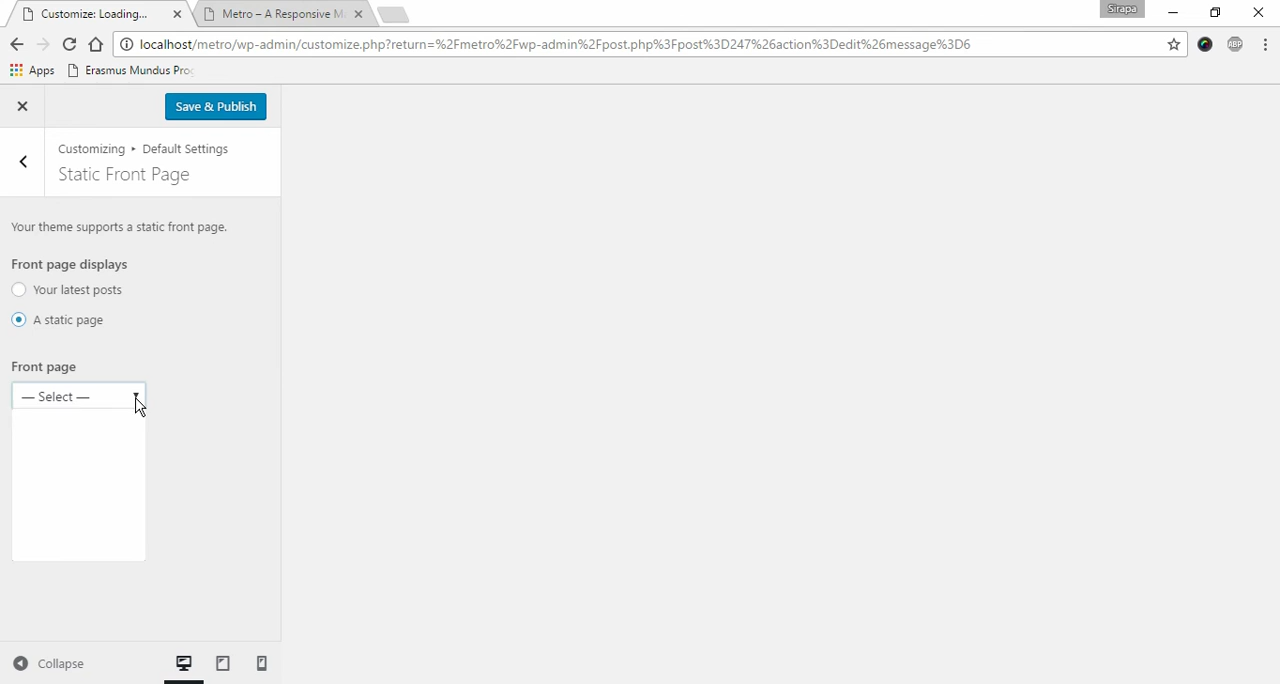 Customize: Loading...
Metro – A Responsive M
Sirapa
localhost/metro/wp-admin/customize.php?return=%2Fmetro%2Fwp-admin%2Fpost.php%3Fpost%3D247%26action%3Dedit%26message%3D6
ABP
Apps
Erasmus Mundus Pro
Save & Publish
Customizing ▸ Default Settings
Static Front Page
Your theme supports a static front page.
Front page displays
Your latest posts
A static page
Front page
— Select —
Collapse